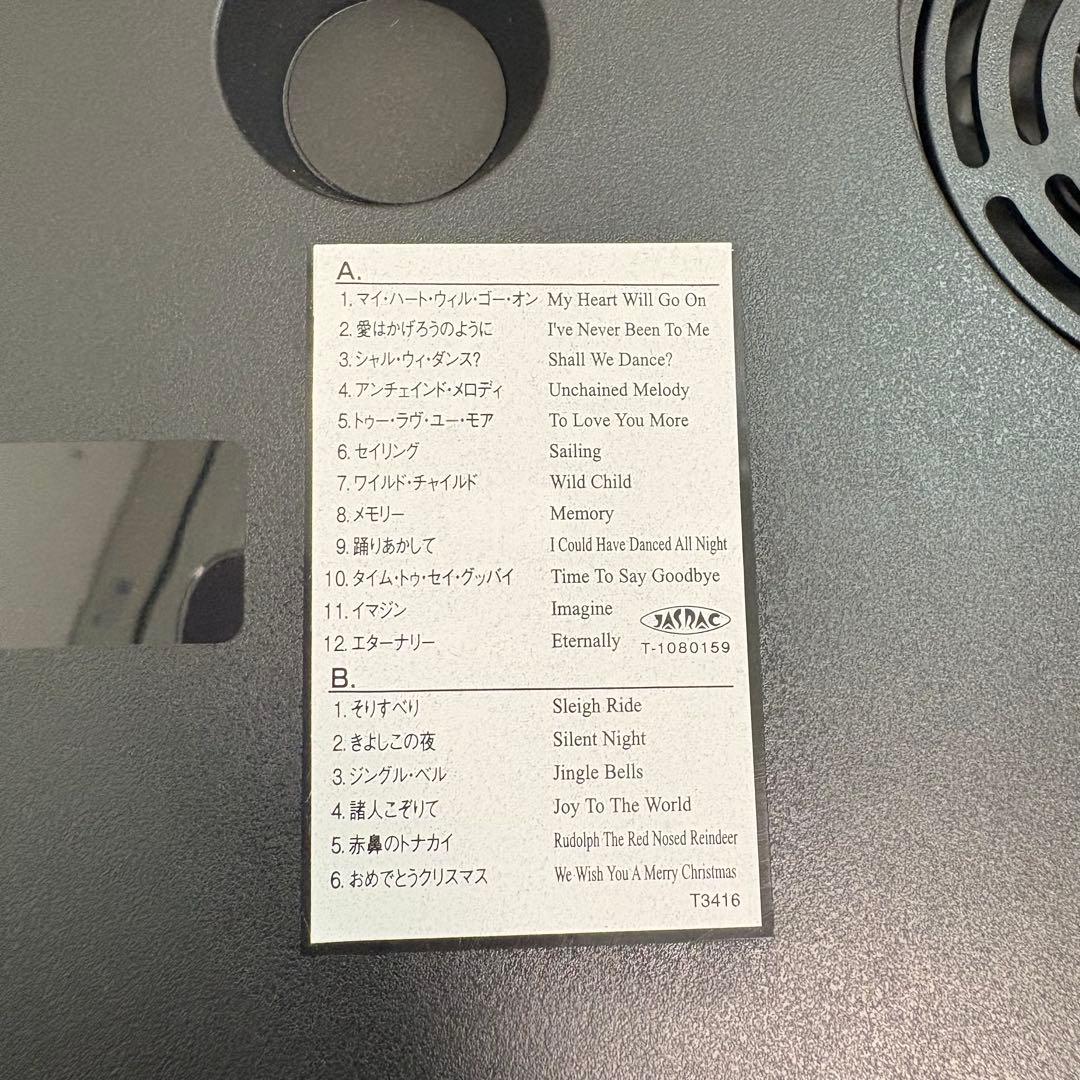 A.
1. マイ・ハート・ウィル・ゴー・オン My Heart Will Go On
2. 愛はかげろうのように I've Never Been To Me
3. シャル・ウィ・ダンス? Shall We Dance?
4. アンチェインド・メロディ Unchained Melody
5. トゥー・ラヴ・ユー・モア To Love You More
6. セイリング Sailing
7. ワイルド・チャイルド Wild Child
8. メモリー Memory
9. 踊りあかして I Could Have Danced All Night
10. タイム・トゥ・セイ・グッバイ Time To Say Goodbye
11. イマジン Imagine
JASRAC
12. エターナリー Eternally
T-1080159
B.
1. そりすべり Sleigh Ride
2. きよしこの夜 Silent Night
3. ジングル・ベル Jingle Bells
4. 諸人こぞりて Joy To The World
5. 赤鼻のトナカイ Rudolph The Red Nosed Reindeer
6. おめでとうクリスマス We Wish You A Merry Christmas
T3416